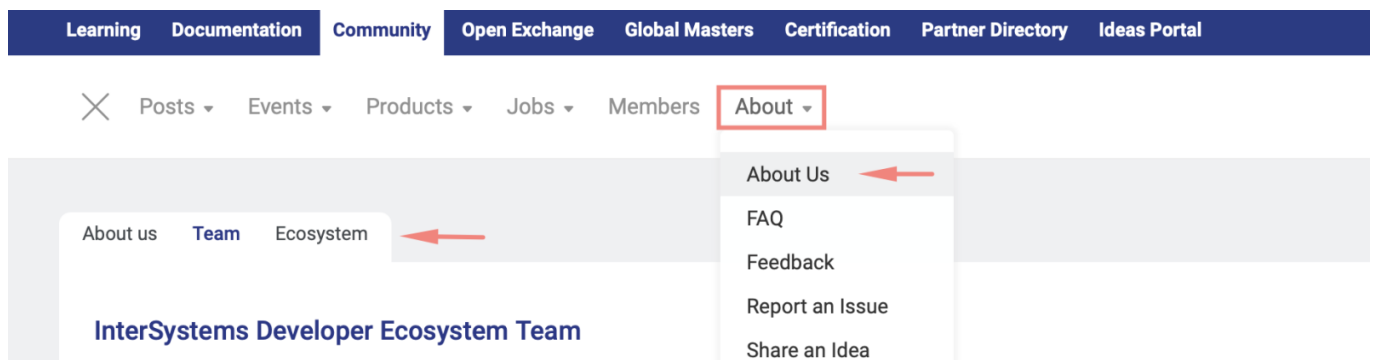 Learning Documentation Community Open Exchange Global Masters Certification Partner Directory Ideas Portal
Posts Events Products Jobs Members About
About Us
FAQ
Feedback
Report an Issue
Share an Idea
About us Team Ecosystem
InterSystems Developer Ecosystem Team